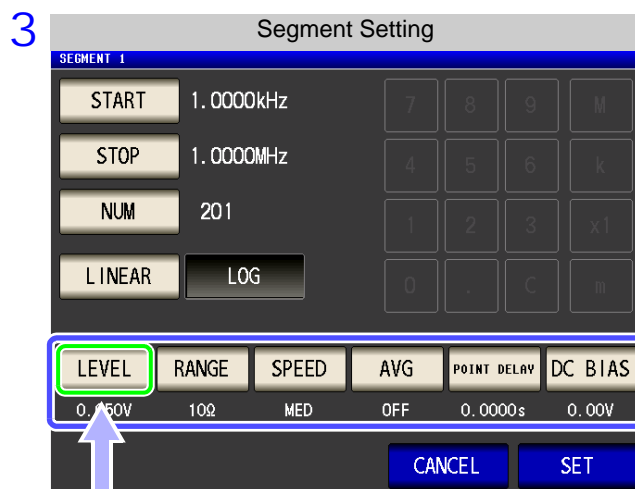 3
Segment Setting
SEGMENT 1
START 1.0000kHz 7 8 9 M
STOP 1.0000MHz 4 5 6 k
NUM 201 1 2 3 x1
LINEAR LOG 0 . C m
LEVEL RANGE SPEED AVG POINT DELAY DC BIAS
10Ω MED OFF 0.0000s 0.00V
CANCEL SET